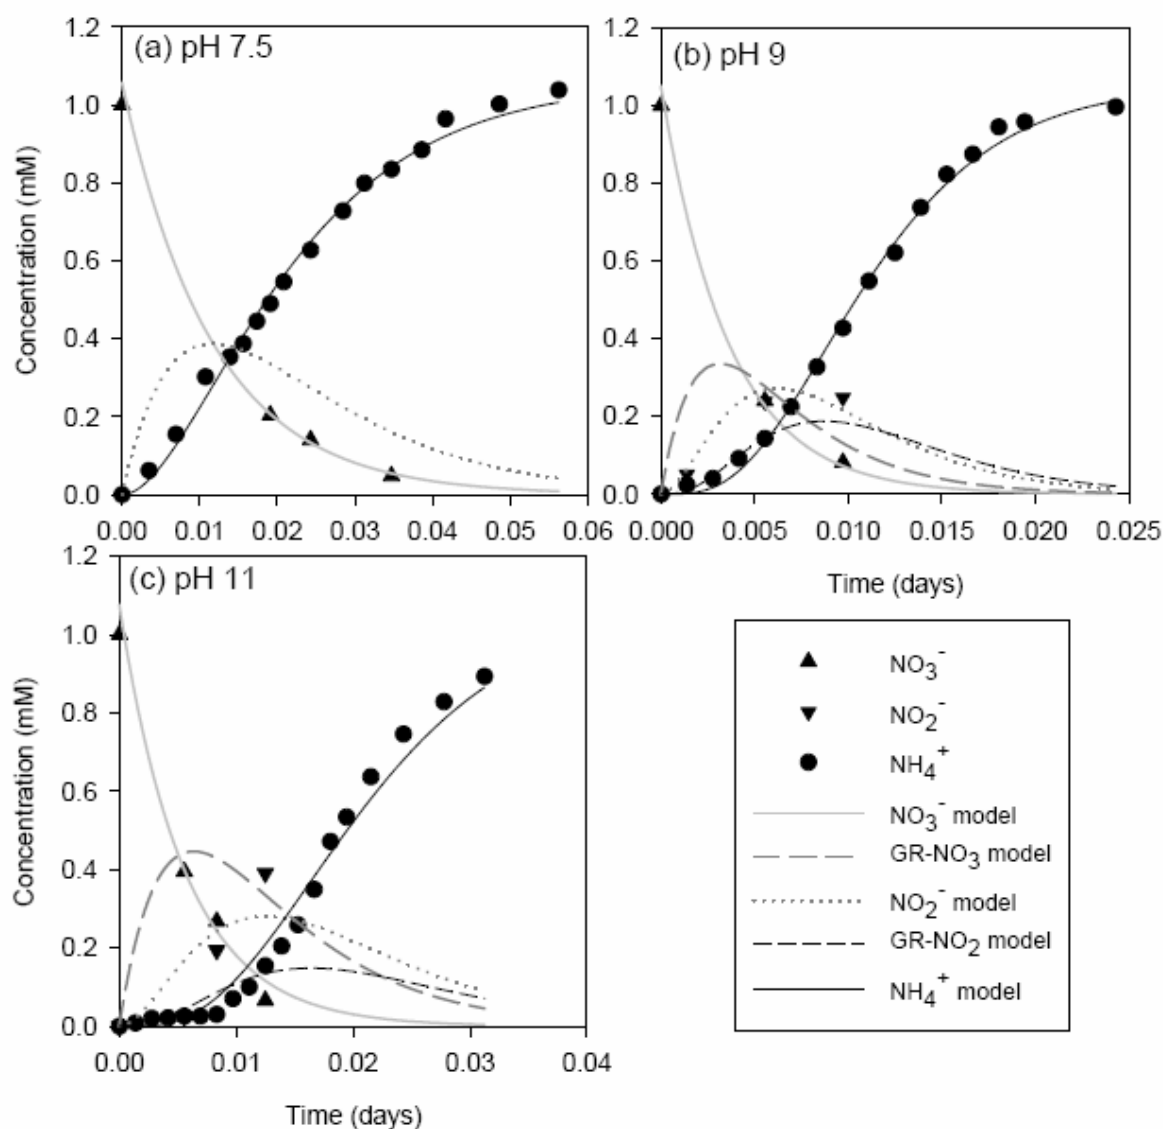 (a) pH 7.5
1.2
1.0
0.8
0.6
0.4
0.2
0.0
Concentration (mM)
0.00 0.01 0.02 0.03 0.04 0.05 0.06
(b) pH 9
1.2
1.0
0.8
0.6
0.4
0.2
0.0
0.000 0.005 0.010 0.015 0.020 0.025
Time (days)
(c) pH 11
1.2
1.0
0.8
0.6
0.4
0.2
0.0
Concentration (mM)
0.00 0.01 0.02 0.03 0.04
Time (days)
NO₃⁻
NO₂⁻
NH₄⁺
NO₃⁻ model
GR-NO₃ model
NO₂⁻ model
GR-NO₂ model
NH₄⁺ model